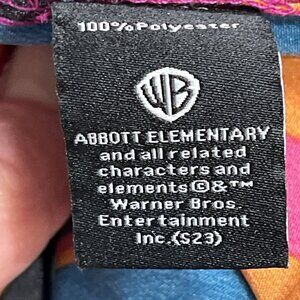 100% Polyester
WB
ABBOTT ELEMENTARY
and all related
characters and
elements©&™
Warner Bros.
Entertainment
Inc.(S23)